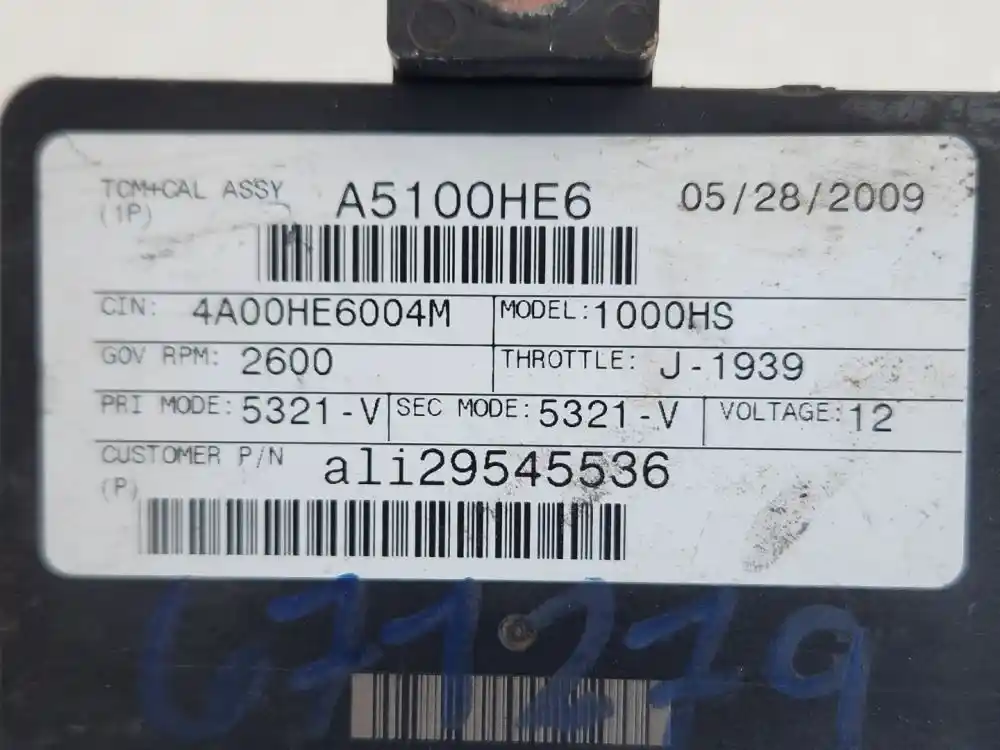 TCM+CAL ASSY A5100HE6 05/28/2009
(1P)
CIN: 4A00HE6004M MODEL: 1000HS
GOV RPM: 2600 THROTTLE: J-1939
PRI MODE: 5321-V SEC MODE: 5321-V VOLTAGE: 12
CUSTOMER P/N ali29545536
(P)
671279